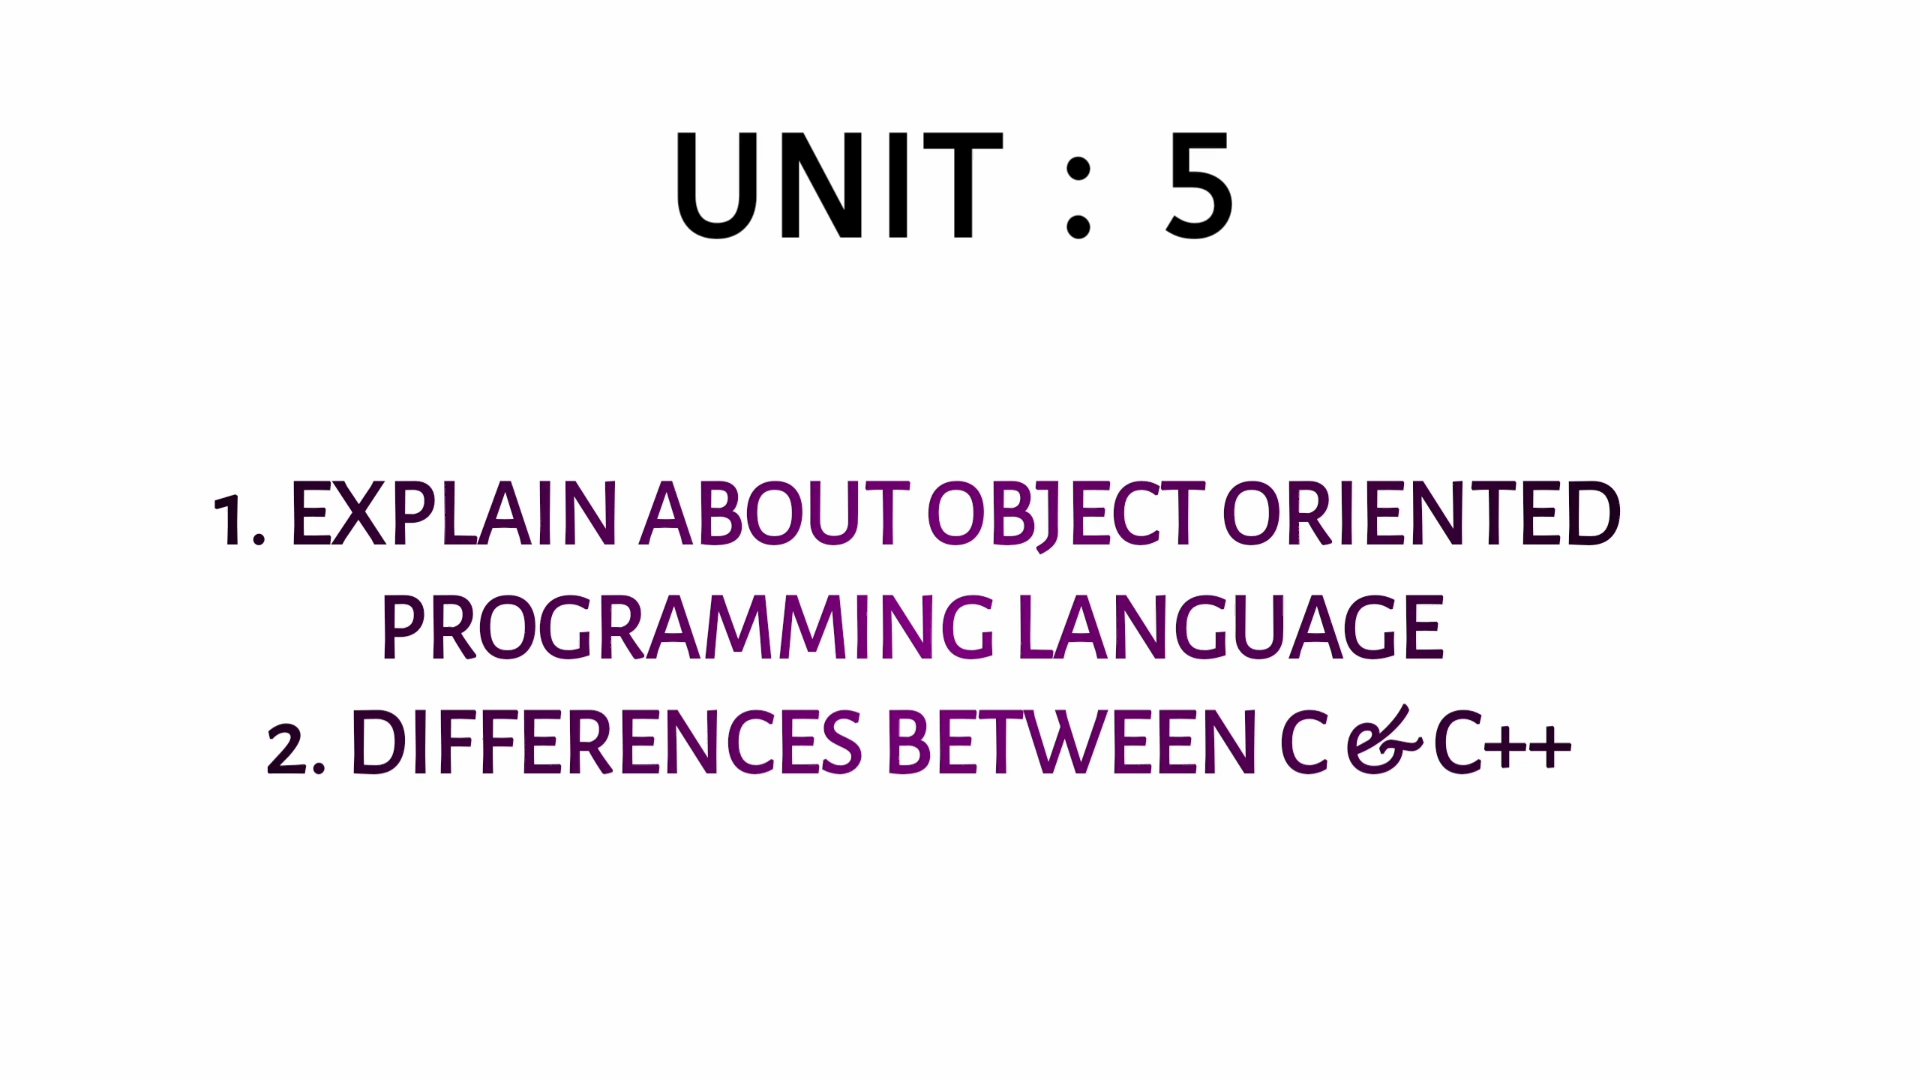 UNIT : 5
1. EXPLAIN ABOUT OBJECT ORIENTED
PROGRAMMING LANGUAGE
2. DIFFERENCES BETWEEN C & C++